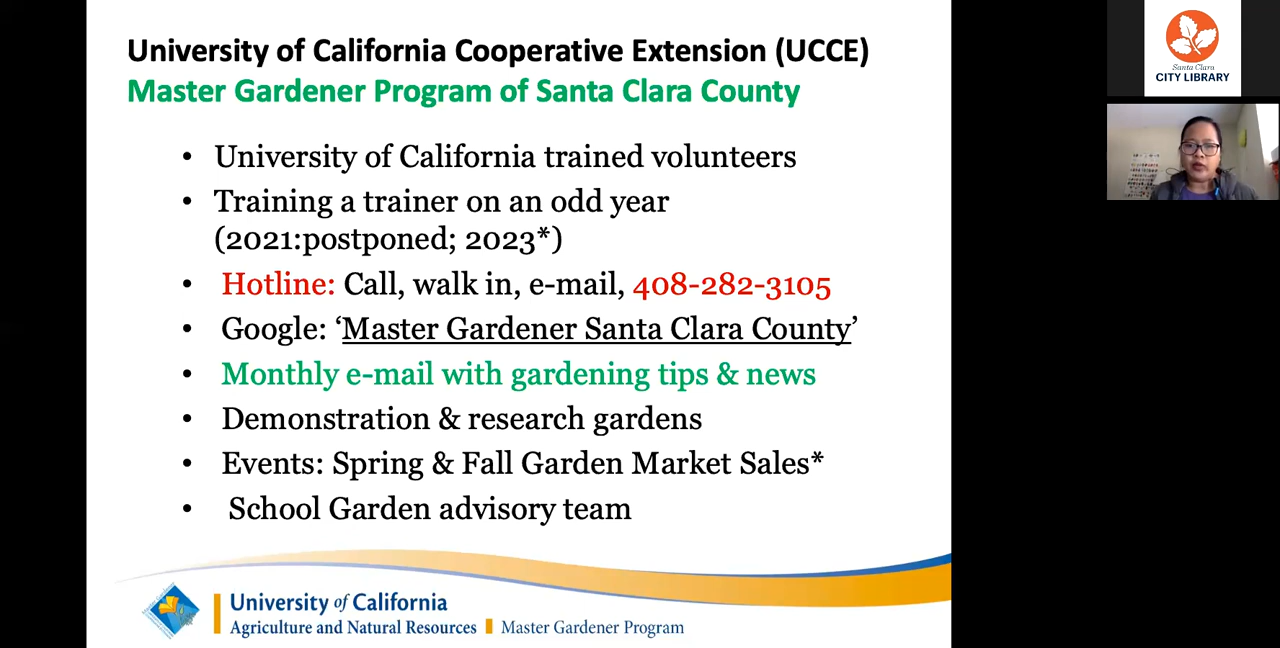 University of California Cooperative Extension (UCCE)
Master Gardener Program of Santa Clara County
• University of California trained volunteers
• Training a trainer on an odd year
(2021:postponed; 2023*)
• Hotline: Call, walk in, e-mail, 408-282-3105
• Google: ‘Master Gardener Santa Clara County’
• Monthly e-mail with gardening tips & news
• Demonstration & research gardens
• Events: Spring & Fall Garden Market Sales*
• School Garden advisory team
University of California
Agriculture and Natural Resources Master Gardener Program
Santa Clara
CITY LIBRARY